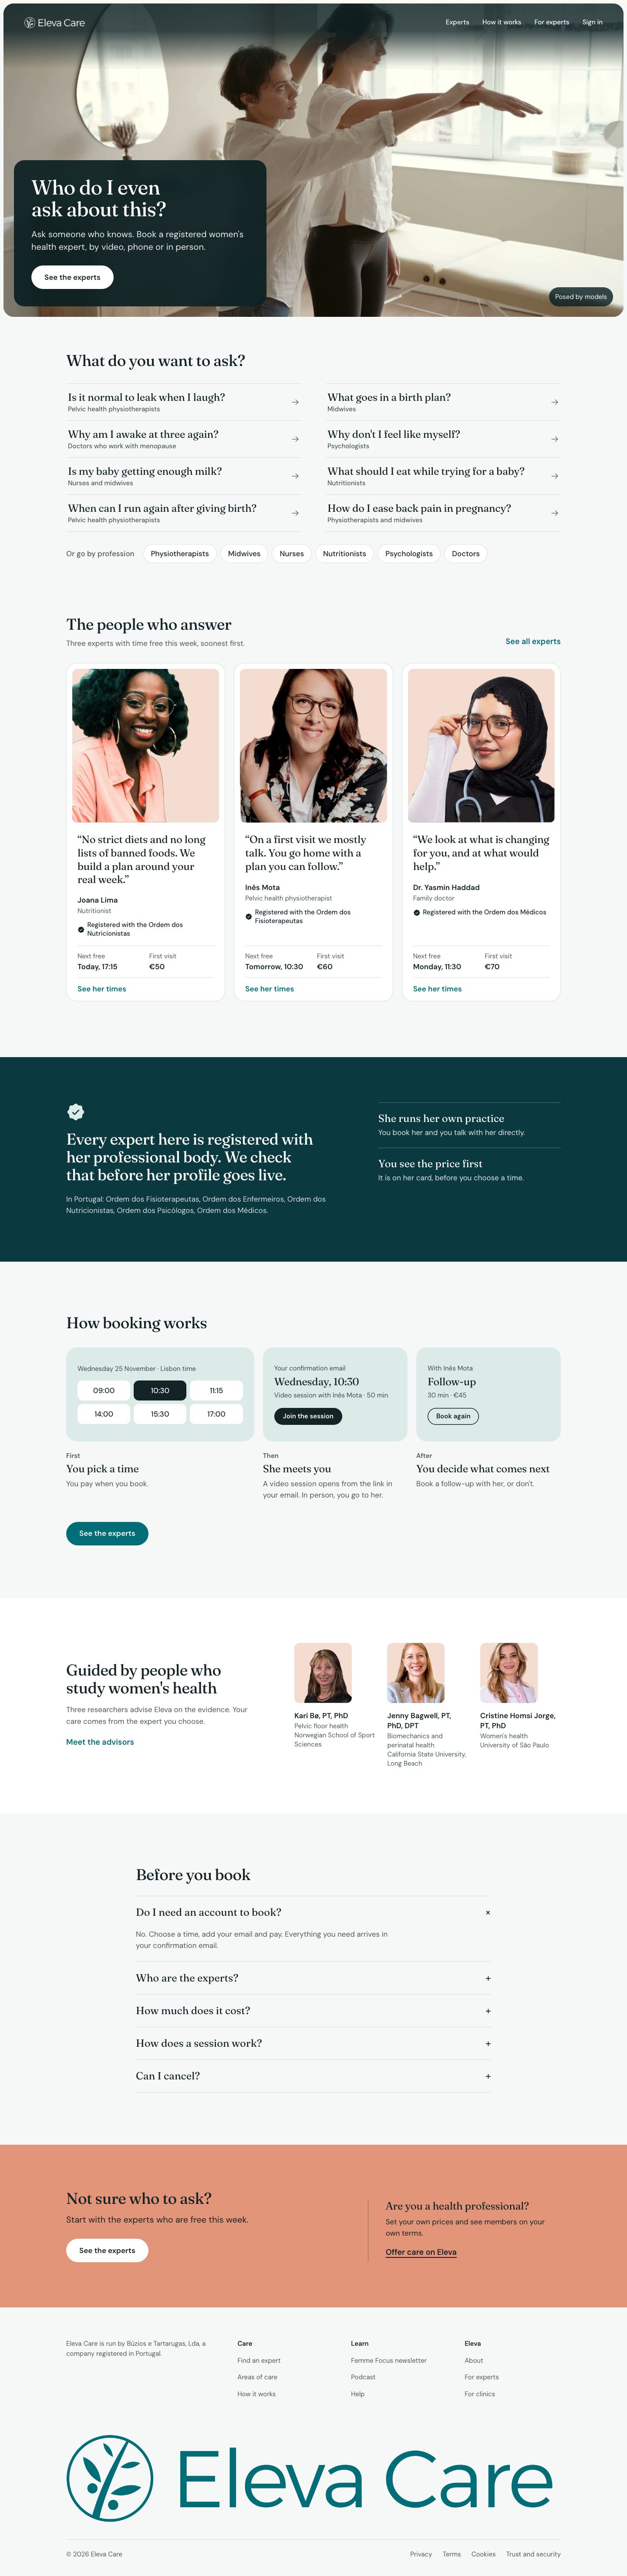 Eleva Care
Experts
How it works
For experts
Sign in
Who do I even
ask about this?
Ask someone who knows. Book a registered women's
health expert, by video, phone or in person.
See the experts
Posed by models
What do you want to ask?
Is it normal to leak when I laugh?
Pelvic health physiotherapists
What goes in a birth plan?
Midwives
Why am I awake at three again?
Doctors who work with menopause
Why don't I feel like myself?
Psychologists
Is my baby getting enough milk?
Nurses and midwives
What should I eat while trying for a baby?
Nutritionists
When can I run again after giving birth?
Pelvic health physiotherapists
How do I ease back pain in pregnancy?
Physiotherapists and midwives
Or go by profession
Physiotherapists
Midwives
Nurses
Nutritionists
Psychologists
Doctors
The people who answer
Three experts with time free this week, soonest first.
See all experts
“No strict diets and no long
lists of banned foods. We
build a plan around your
real week.”
Joana Lima
Nutritionist
Registered with the Ordem dos
Nutricionistas
Next free
First visit
Today, 17:15
€50
See her times
“On a first visit we mostly
talk. You go home with a
plan you can follow.”
Inês Mota
Pelvic health physiotherapist
Registered with the Ordem dos
Fisioterapeutas
Next free
First visit
Tomorrow, 10:30
€60
See her times
“We look at what is changing
for you, and at what would
help.”
Dr. Yasmin Haddad
Family doctor
Registered with the Ordem dos Médicos
Next free
First visit
Monday, 11:30
€70
See her times
Every expert here is registered with
her professional body. We check
that before her profile goes live.
In Portugal: Ordem dos Fisioterapeutas, Ordem dos Enfermeiros, Ordem dos
Nutricionistas, Ordem dos Psicólogos, Ordem dos Médicos.
She runs her own practice
You book her and you talk with her directly.
You see the price first
It is on her card, before you choose a time.
How booking works
Wednesday 25 November · Lisbon time
09:00
10:30
11:15
14:00
15:30
17:00
First
You pick a time
You pay when you book.
Your confirmation email
Wednesday, 10:30
Video session with Inês Mota · 50 min
Join the session
Then
She meets you
A video session opens from the link in
your email. In person, you go to her.
With Inês Mota
Follow-up
30 min · €45
Book again
After
You decide what comes next
Book a follow-up with her, or don't.
See the experts
Guided by people who
study women's health
Three researchers advise Eleva on the evidence. Your
care comes from the expert you choose.
Meet the advisors
Kari Bø, PT, PhD
Pelvic floor health
Norwegian School of Sport
Sciences
Jenny Bagwell, PT,
PhD, DPT
Biomechanics and
perinatal health
California State University,
Long Beach
Cristine Homsi Jorge,
PT, PhD
Women's health
University of São Paulo
Before you book
Do I need an account to book?
No. Choose a time, add your email and pay. Everything you need arrives in
your confirmation email.
Who are the experts?
How much does it cost?
How does a session work?
Can I cancel?
Not sure who to ask?
Start with the experts who are free this week.
See the experts
Are you a health professional?
Set your own prices and see members on your
own terms.
Offer care on Eleva
Eleva Care is run by Búzios e Tartarugas, Lda, a
company registered in Portugal.
Care
Find an expert
Areas of care
How it works
Learn
Femme Focus newsletter
Podcast
Help
Eleva
About
For experts
For clinics
Eleva Care
© 2026 Eleva Care
Privacy
Terms
Cookies
Trust and security